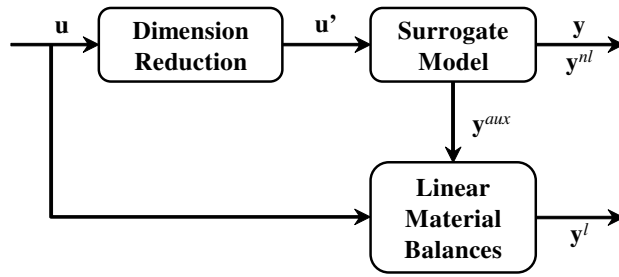 u
Dimension
Reduction
u'
Surrogate
Model
y
y^{nl}
y^{aux}
Linear
Material
Balances
y^{l}